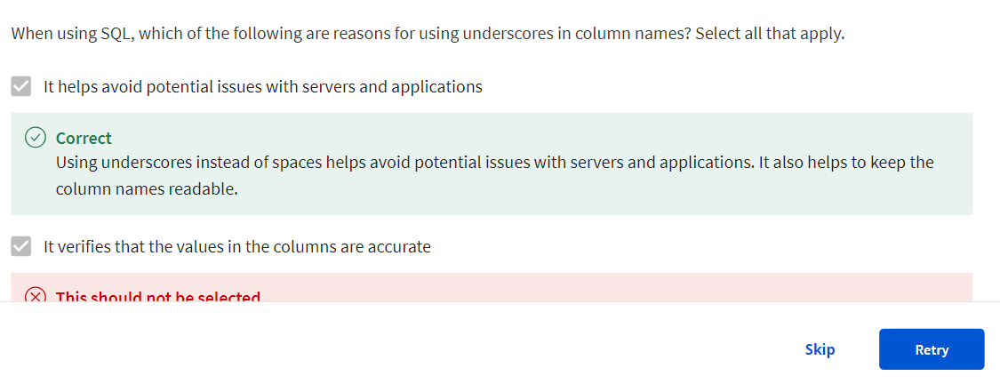 When using SQL, which of the following are reasons for using underscores in column names? Select all that apply.
It helps avoid potential issues with servers and applications
Correct
Using underscores instead of spaces helps avoid potential issues with servers and applications. It also helps to keep the
column names readable.
It verifies that the values in the columns are accurate
This should not be selected
Skip
Retry